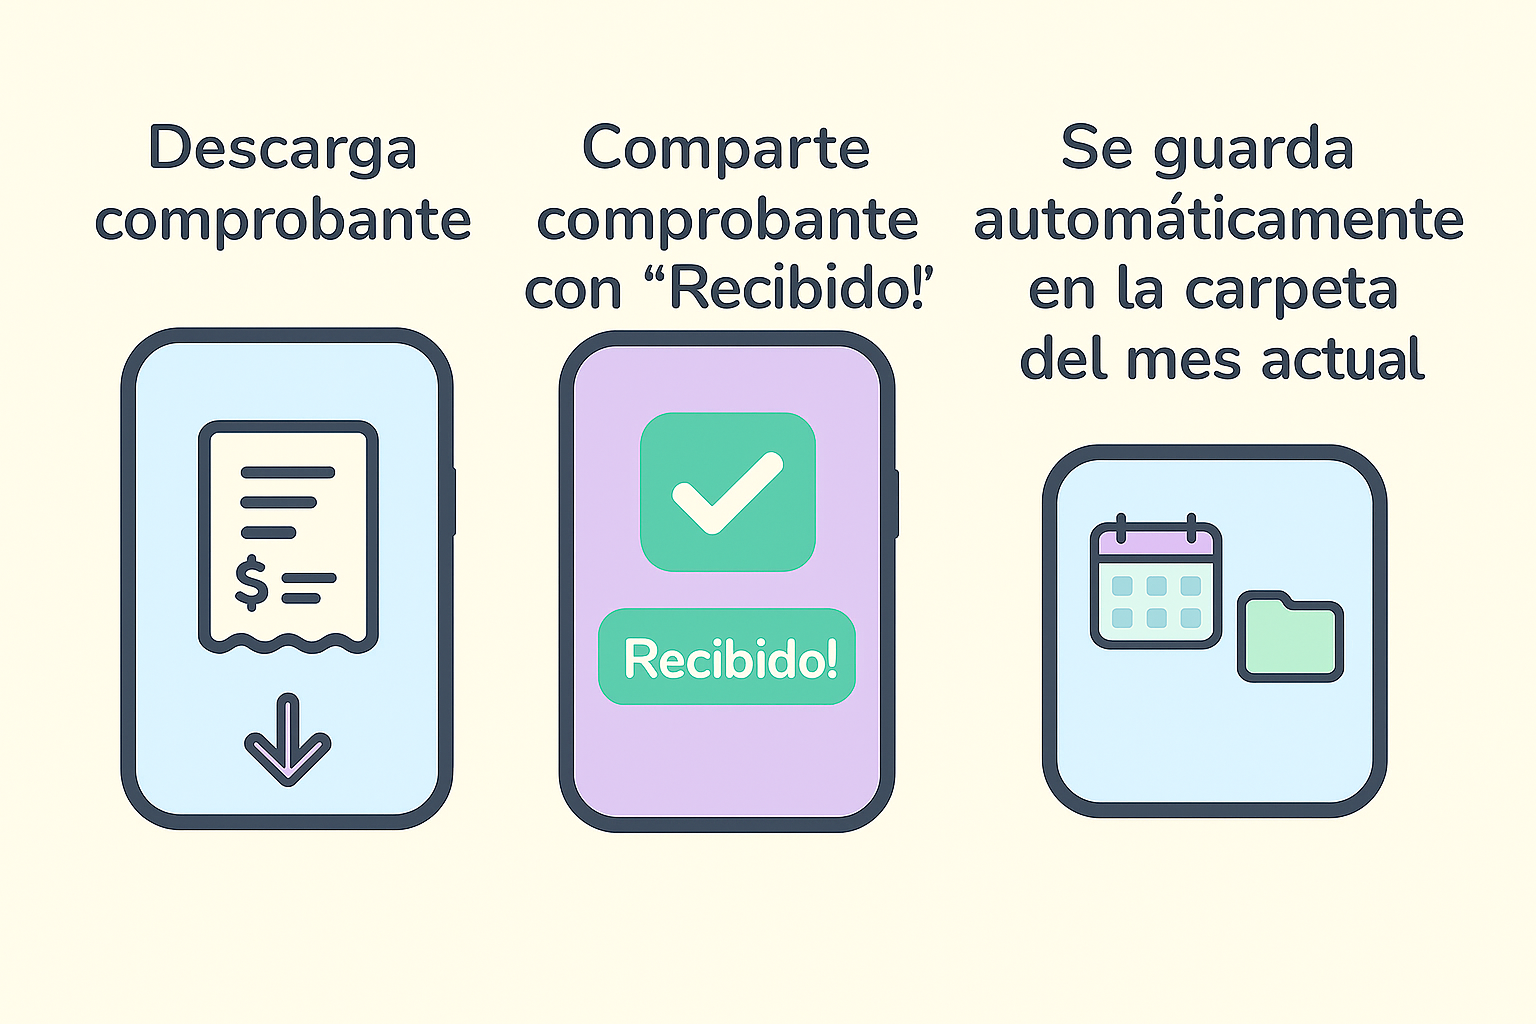 Descarga
comprobante
$
Comparte
comprobante
con “Recibido!’
Recibido!
Se guarda
automáticamente
en la carpeta
del mes actual